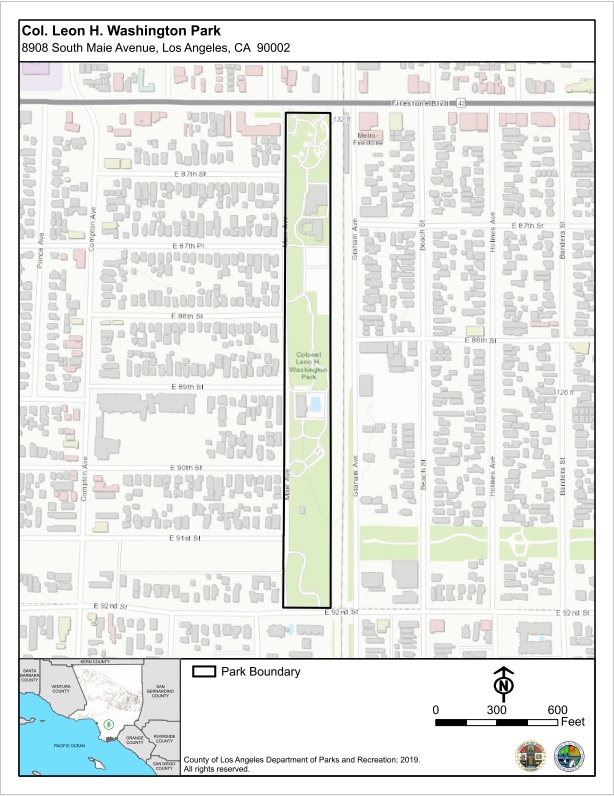 Col. Leon H. Washington Park
8908 South Maie Avenue, Los Angeles, CA 90002
Firestone Blvd
42
132 ft
Metro
Firestone
E 87th St
Prince Ave
Compton Ave
Maie Ave
E 87th Pl
Graham Ave
Beach St
Holmes Ave
E 87th St
Bandera St
E 88th St
E 88th St
Colonel
Leon H.
Washington
Park
E 89th St
126 ft
E 90th St
Compton Ave
Maie Ave
Graham Ave
Beach St
Holmes Ave
Bandera St
E 91st St
E 92nd St
E 92nd St
E 92nd St
KERN COUNTY
SANTA
BARBARA
COUNTY
VENTURA
COUNTY
SAN
BERNARDINO
COUNTY
ORANGE
COUNTY
RIVERSIDE
COUNTY
PACIFIC OCEAN
SAN DIEGO
COUNTY
Park Boundary
N
0 300 600
Feet
County of Los Angeles Department of Parks and Recreation; 2019.
All rights reserved.